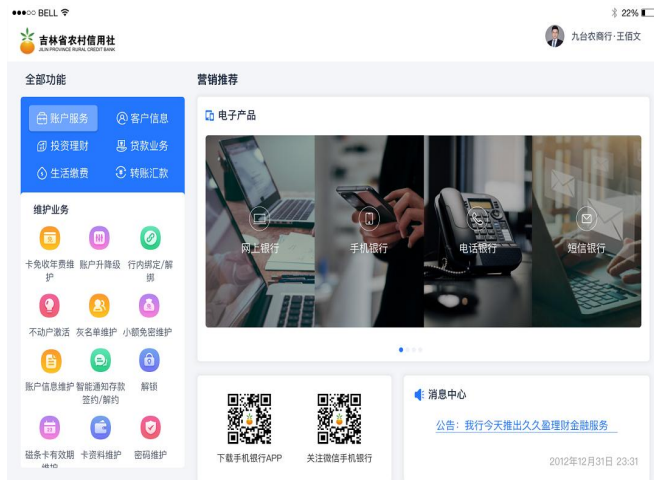 BELL
22%
吉林省农村信用社
JILIN PROVINCE RURAL CREDIT BANK
九台农商行·王佰文
全部功能
营销推荐
账户服务
客户信息
投资理财
贷款业务
生活缴费
转账汇款
电子产品
网上银行
手机银行
电话银行
短信银行
维护业务
卡免收年费维
护
账户升降级
行内绑定/解
绑
不动户激活
灰名单维护
小额免密维护
账户信息维护
智能通知存款
签约/解约
解锁
磁条卡有效期
维护
卡资料维护
密码维护
下载手机银行APP
关注微信手机银行
消息中心
公告：我行今天推出久久盈理财金融服务
2012年12月31日 23:31